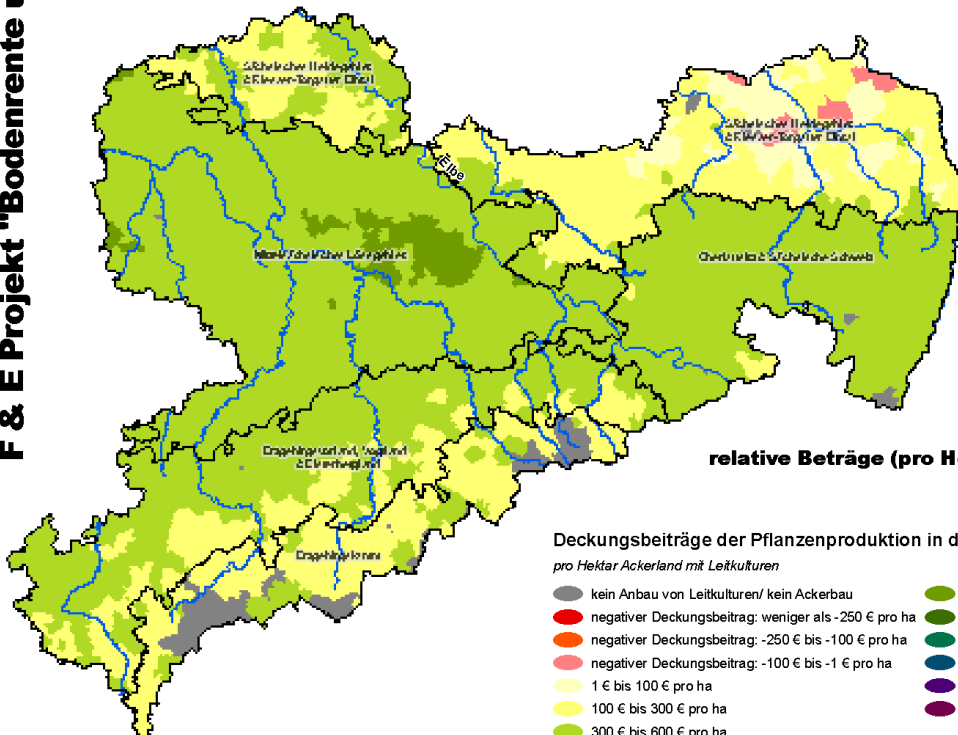 F & E Projekt "Bodenrente
Elbe
relative Beträge (pro H
Deckungsbeiträge der Pflanzenproduktion in d
pro Hektar Ackerland mit Leitkulturen
kein Anbau von Leitkulturen/ kein Ackerbau
negativer Deckungsbeitrag: weniger als -250 € pro ha
negativer Deckungsbeitrag: -250 € bis -100 € pro ha
negativer Deckungsbeitrag: -100 € bis -1 € pro ha
1 € bis 100 € pro ha
100 € bis 300 € pro ha
300 € bis 600 € pro ha